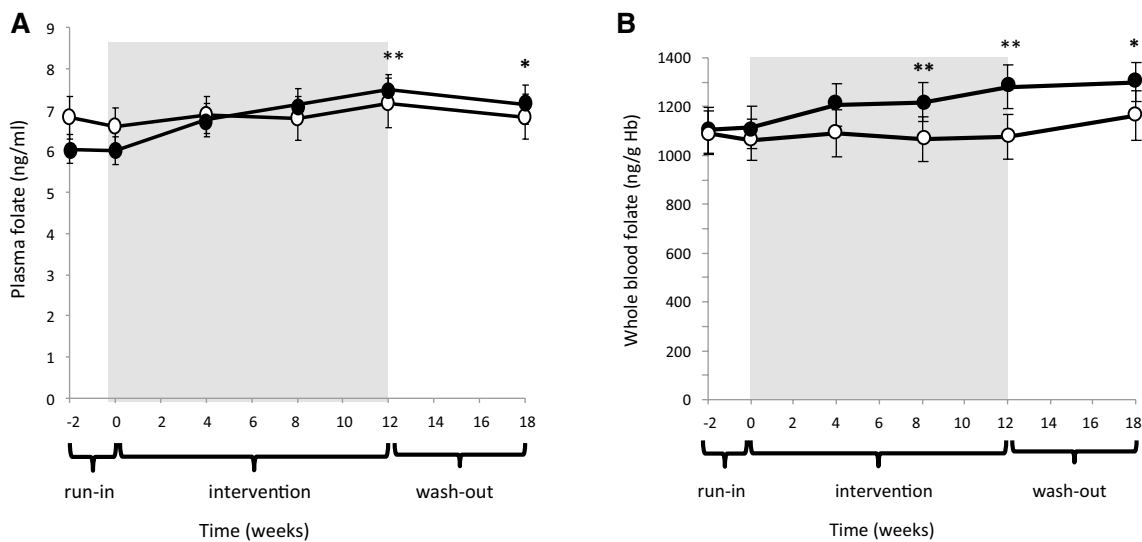 A
Plasma folate (ng/ml)
9
8
7
6
5
4
3
2
1
0
** *
-2 0 2 4 6 8 10 12 14 16 18
run-in intervention wash-out
Time (weeks)
B
Whole blood folate (ng/g Hb)
1400
1200
1000
800
600
400
200
0
** ** *
-2 0 2 4 6 8 10 12 14 16 18
run-in intervention wash-out
Time (weeks)